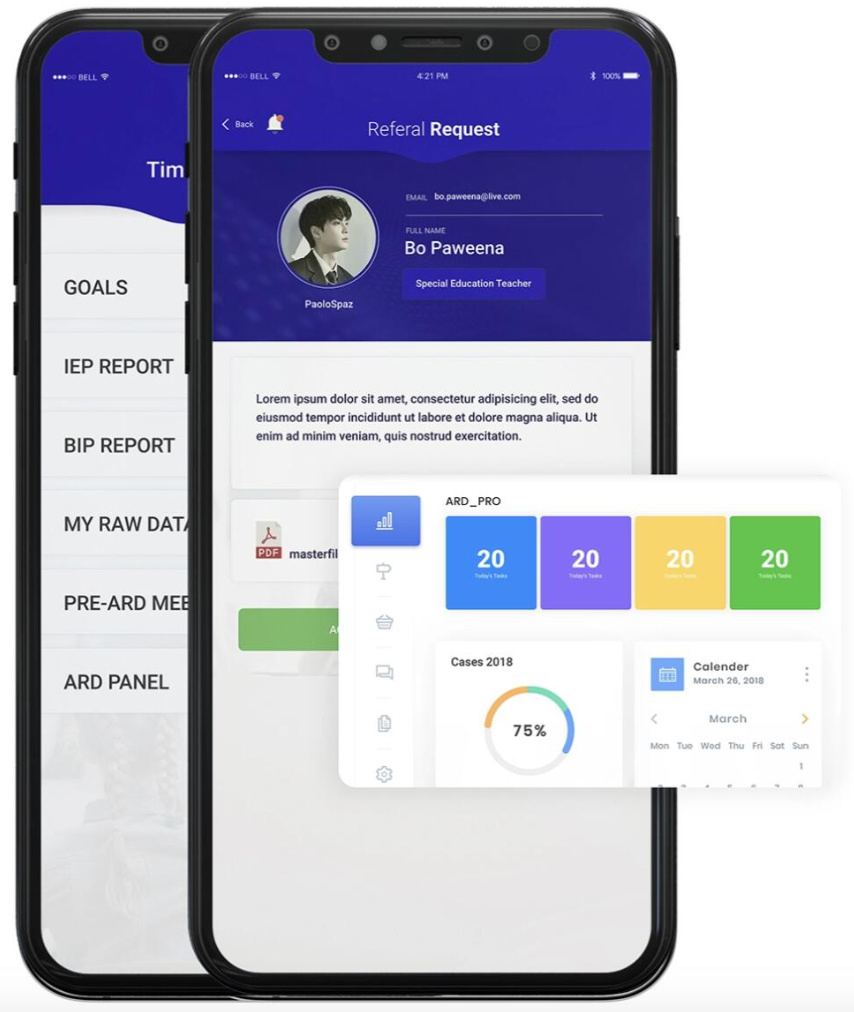 BELL
Tim
GOALS
IEP REPORT
BIP REPORT
MY RAW DATA
PRE-ARD MEE
ARD PANEL
BELL
4:21 PM
100%
Back
Referal Request
EMAIL bo.paweena@live.com
FULL NAME
Bo Paweena
Special Education Teacher
PaoloSpaz
Lorem ipsum dolor sit amet, consectetur adipisicing elit, sed do
eiusmod tempor incididunt ut labore et dolore magna aliqua. Ut
enim ad minim veniam, quis nostrud exercitation.
PDF
masterfil
ARD_PRO
20
Today's Tasks
20
Today's Tasks
20
Today's Tasks
20
Today's Tasks
Cases 2018
75%
Calender
March 26, 2018
March
Mon Tue Wed Thu Fri Sat Sun
1